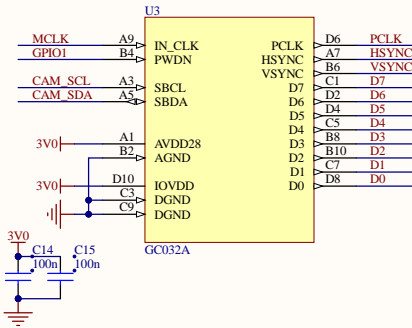 U3
MCLK A9 IN_CLK PCLK D6 PCLK
GPIO1 B4 PWDN HSYNC A7 HSYNC
VSYNC B6 VSYNC
CAM_SCL A3 SBCL D7 C1 D7
CAM_SDA A5 SBDA D6 D2 D6
D5 D4 D5
D4 C5 D4
3V0 A1 AVDD28 D3 B8 D3
B2 AGND D2 B10 D2
D1 C7 D1
3V0 D10 IOVDD D0 D8 D0
C3 DGND
C9 DGND
3V0 GC032A
C14 C15
100n 100n